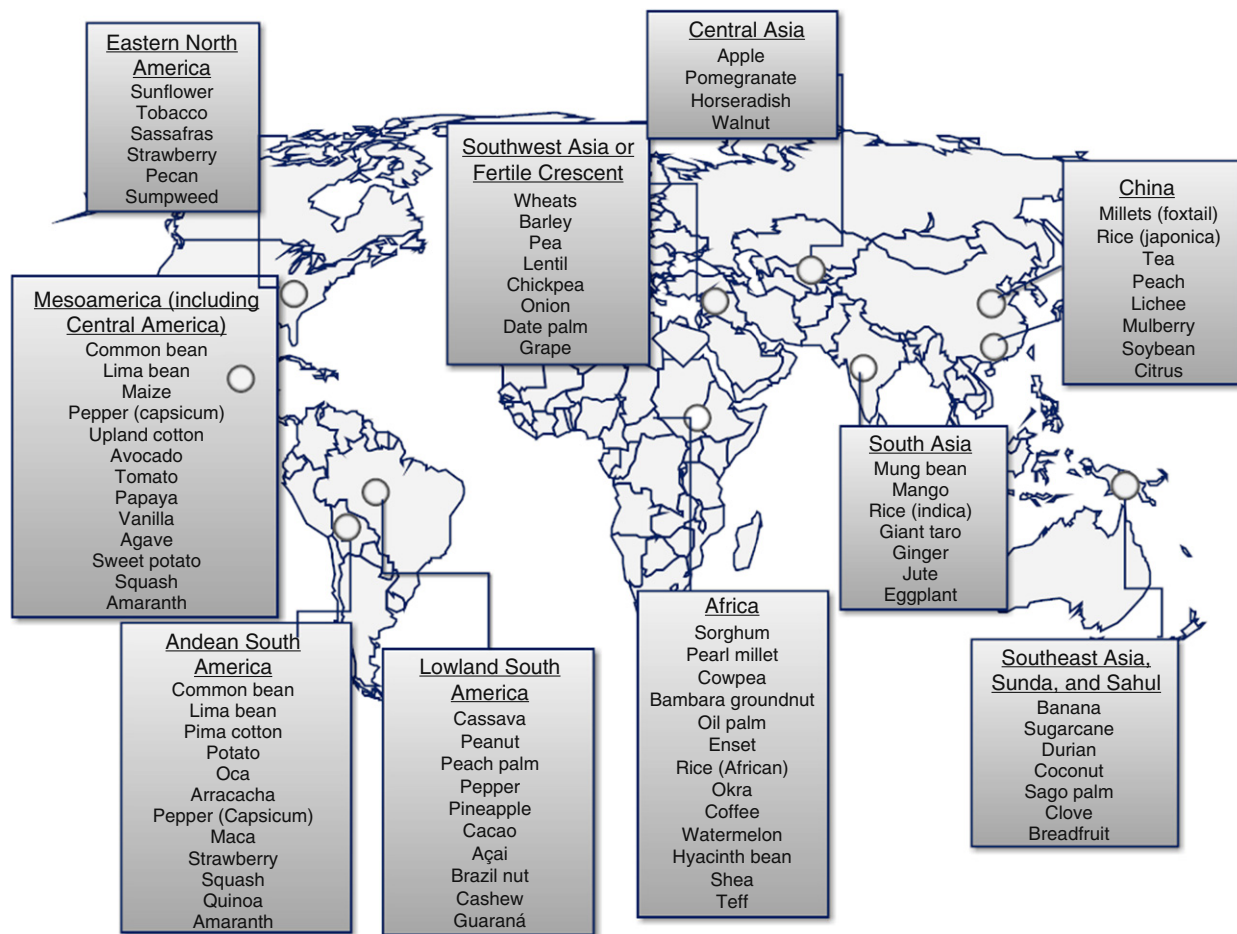 Eastern North
America
Sunflower
Tobacco
Sassafras
Strawberry
Pecan
Sumpweed
Central Asia
Apple
Pomegranate
Horseradish
Walnut
Southwest Asia or
Fertile Crescent
Wheats
Barley
Pea
Lentil
Chickpea
Onion
Date palm
Grape
China
Millets (foxtail)
Rice (japonica)
Tea
Peach
Lichee
Mulberry
Soybean
Citrus
Mesoamerica (including
Central America)
Common bean
Lima bean
Maize
Pepper (capsicum)
Upland cotton
Avocado
Tomato
Papaya
Vanilla
Agave
Sweet potato
Squash
Amaranth
South Asia
Mung bean
Mango
Rice (indica)
Giant taro
Ginger
Jute
Eggplant
Andean South
America
Common bean
Lima bean
Pima cotton
Potato
Oca
Arracacha
Pepper (Capsicum)
Maca
Strawberry
Squash
Quinoa
Amaranth
Lowland South
America
Cassava
Peanut
Peach palm
Pepper
Pineapple
Cacao
Açai
Brazil nut
Cashew
Guaraná
Africa
Sorghum
Pearl millet
Cowpea
Bambara groundnut
Oil palm
Enset
Rice (African)
Okra
Coffee
Watermelon
Hyacinth bean
Shea
Teff
Southeast Asia,
Sunda, and Sahul
Banana
Sugarcane
Durian
Coconut
Sago palm
Clove
Breadfruit